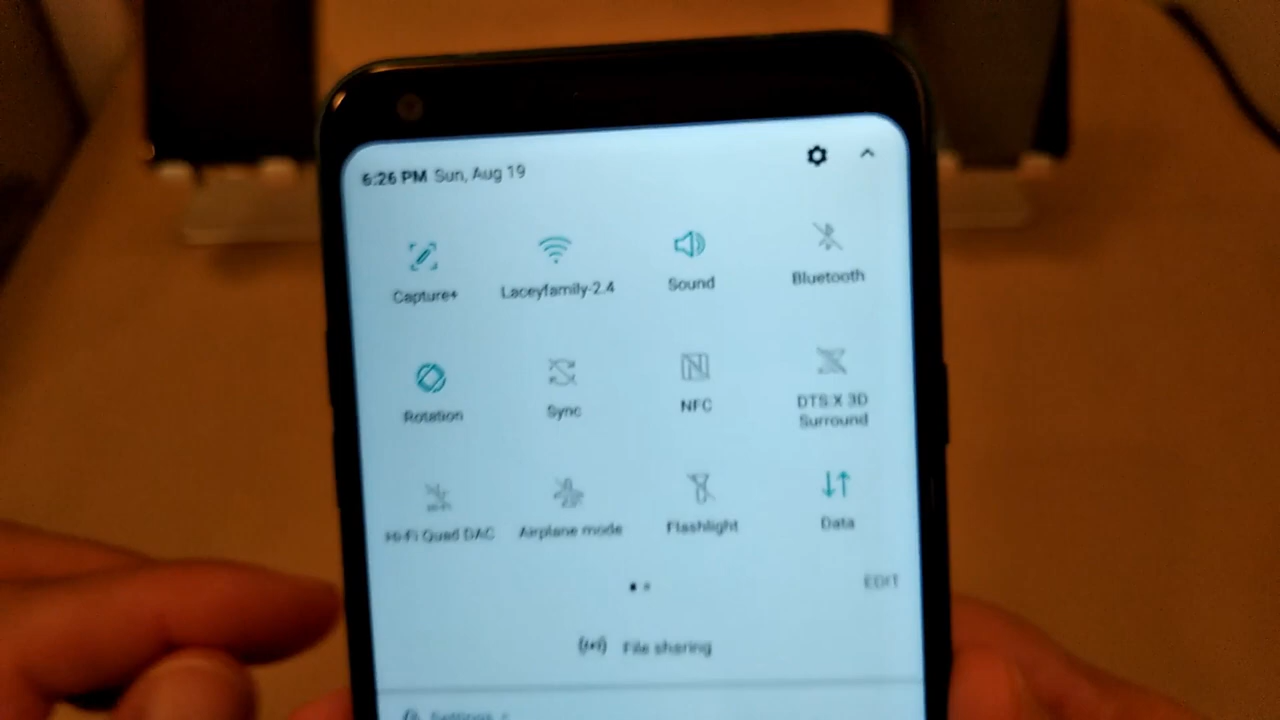 6:26 PM Sun, Aug 19
Capture+ Laceyfamily-2.4 Sound Bluetooth
Rotation Sync NFC DTS:X 3D
Surround
Hi-Fi Quad DAC Airplane mode Flashlight Data
EDIT
File sharing
Settings